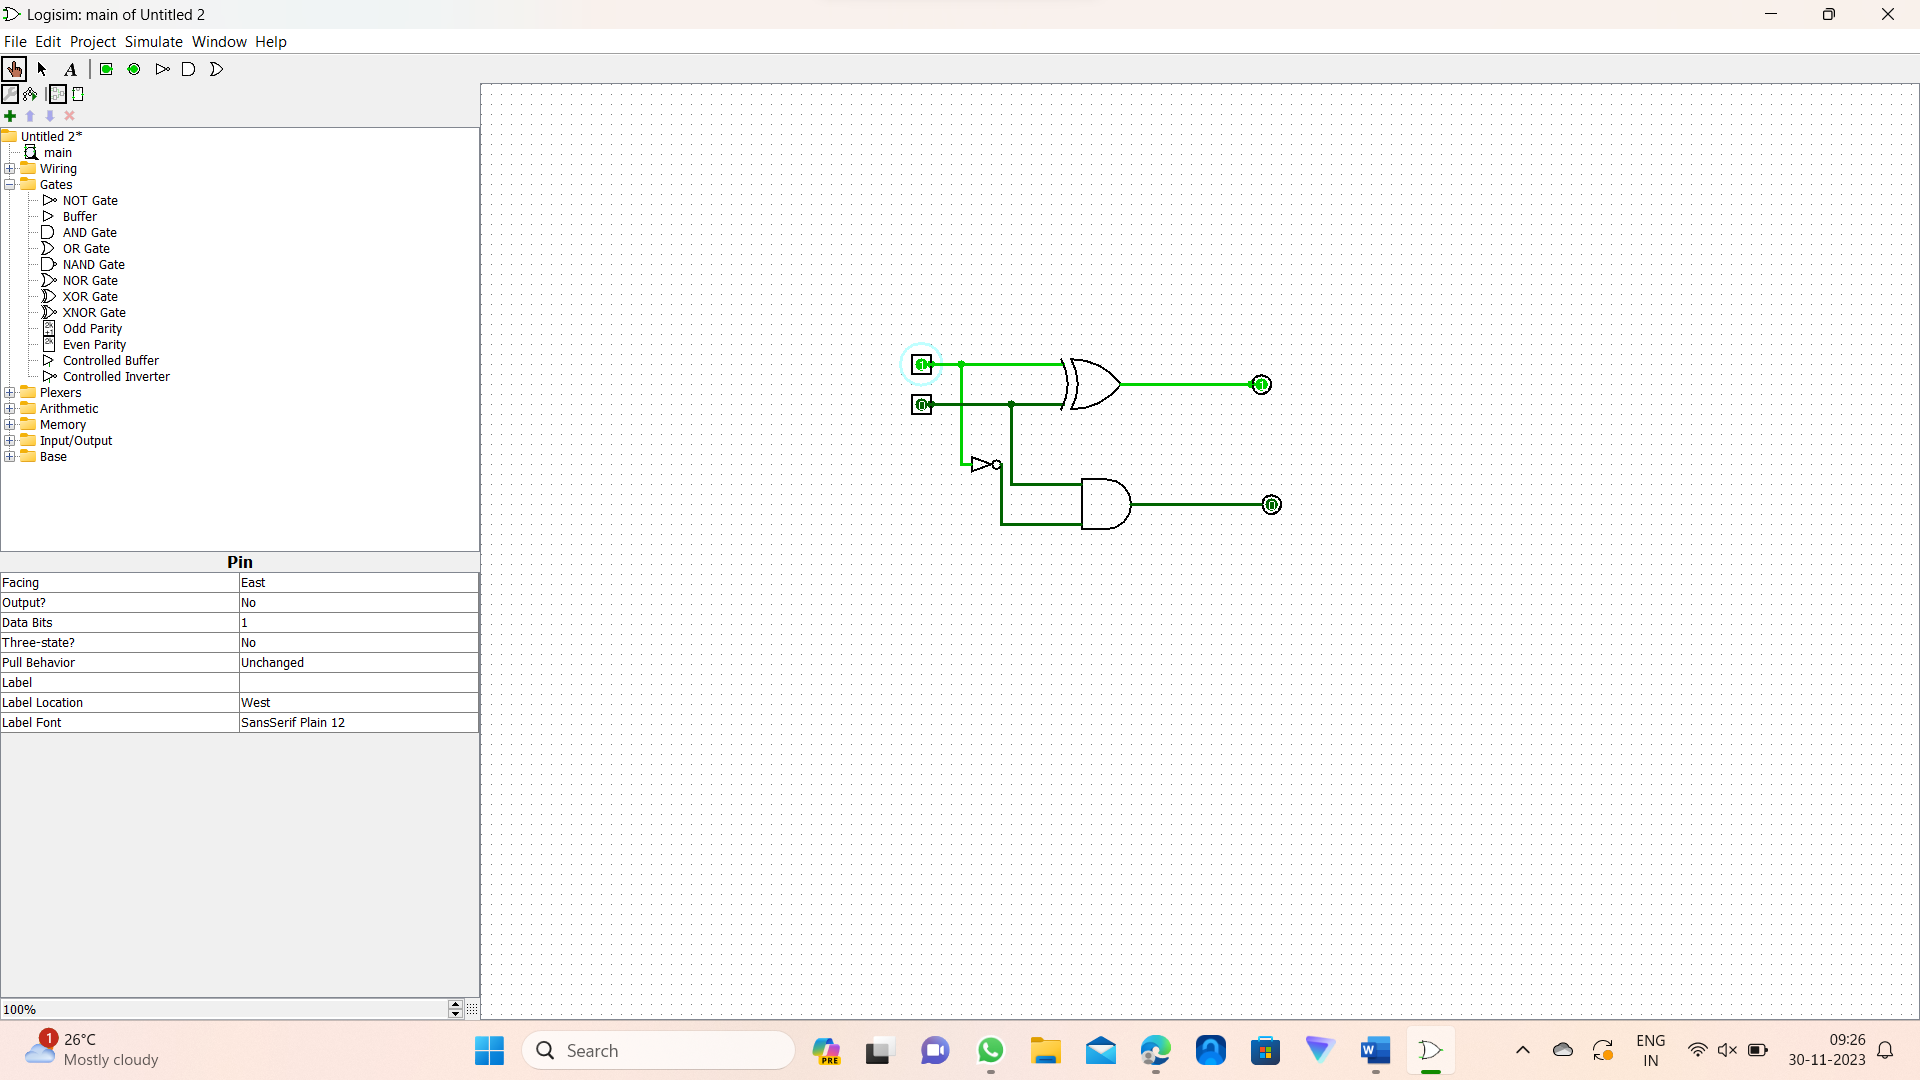 Logisim: main of Untitled 2
File Edit Project Simulate Window Help
A
Untitled 2*
main
Wiring
Gates
NOT Gate
Buffer
AND Gate
OR Gate
NAND Gate
NOR Gate
XOR Gate
XNOR Gate
Odd Parity
Even Parity
Controlled Buffer
Controlled Inverter
Plexers
Arithmetic
Memory
Input/Output
Base
1
1
0
0
Pin
Facing East
Output? No
Data Bits 1
Three-state? No
Pull Behavior Unchanged
Label
Label Location West
Label Font SansSerif Plain 12
100%
1
26°C
Mostly cloudy
Search
PRE
W
ENG
IN
09:26
30-11-2023